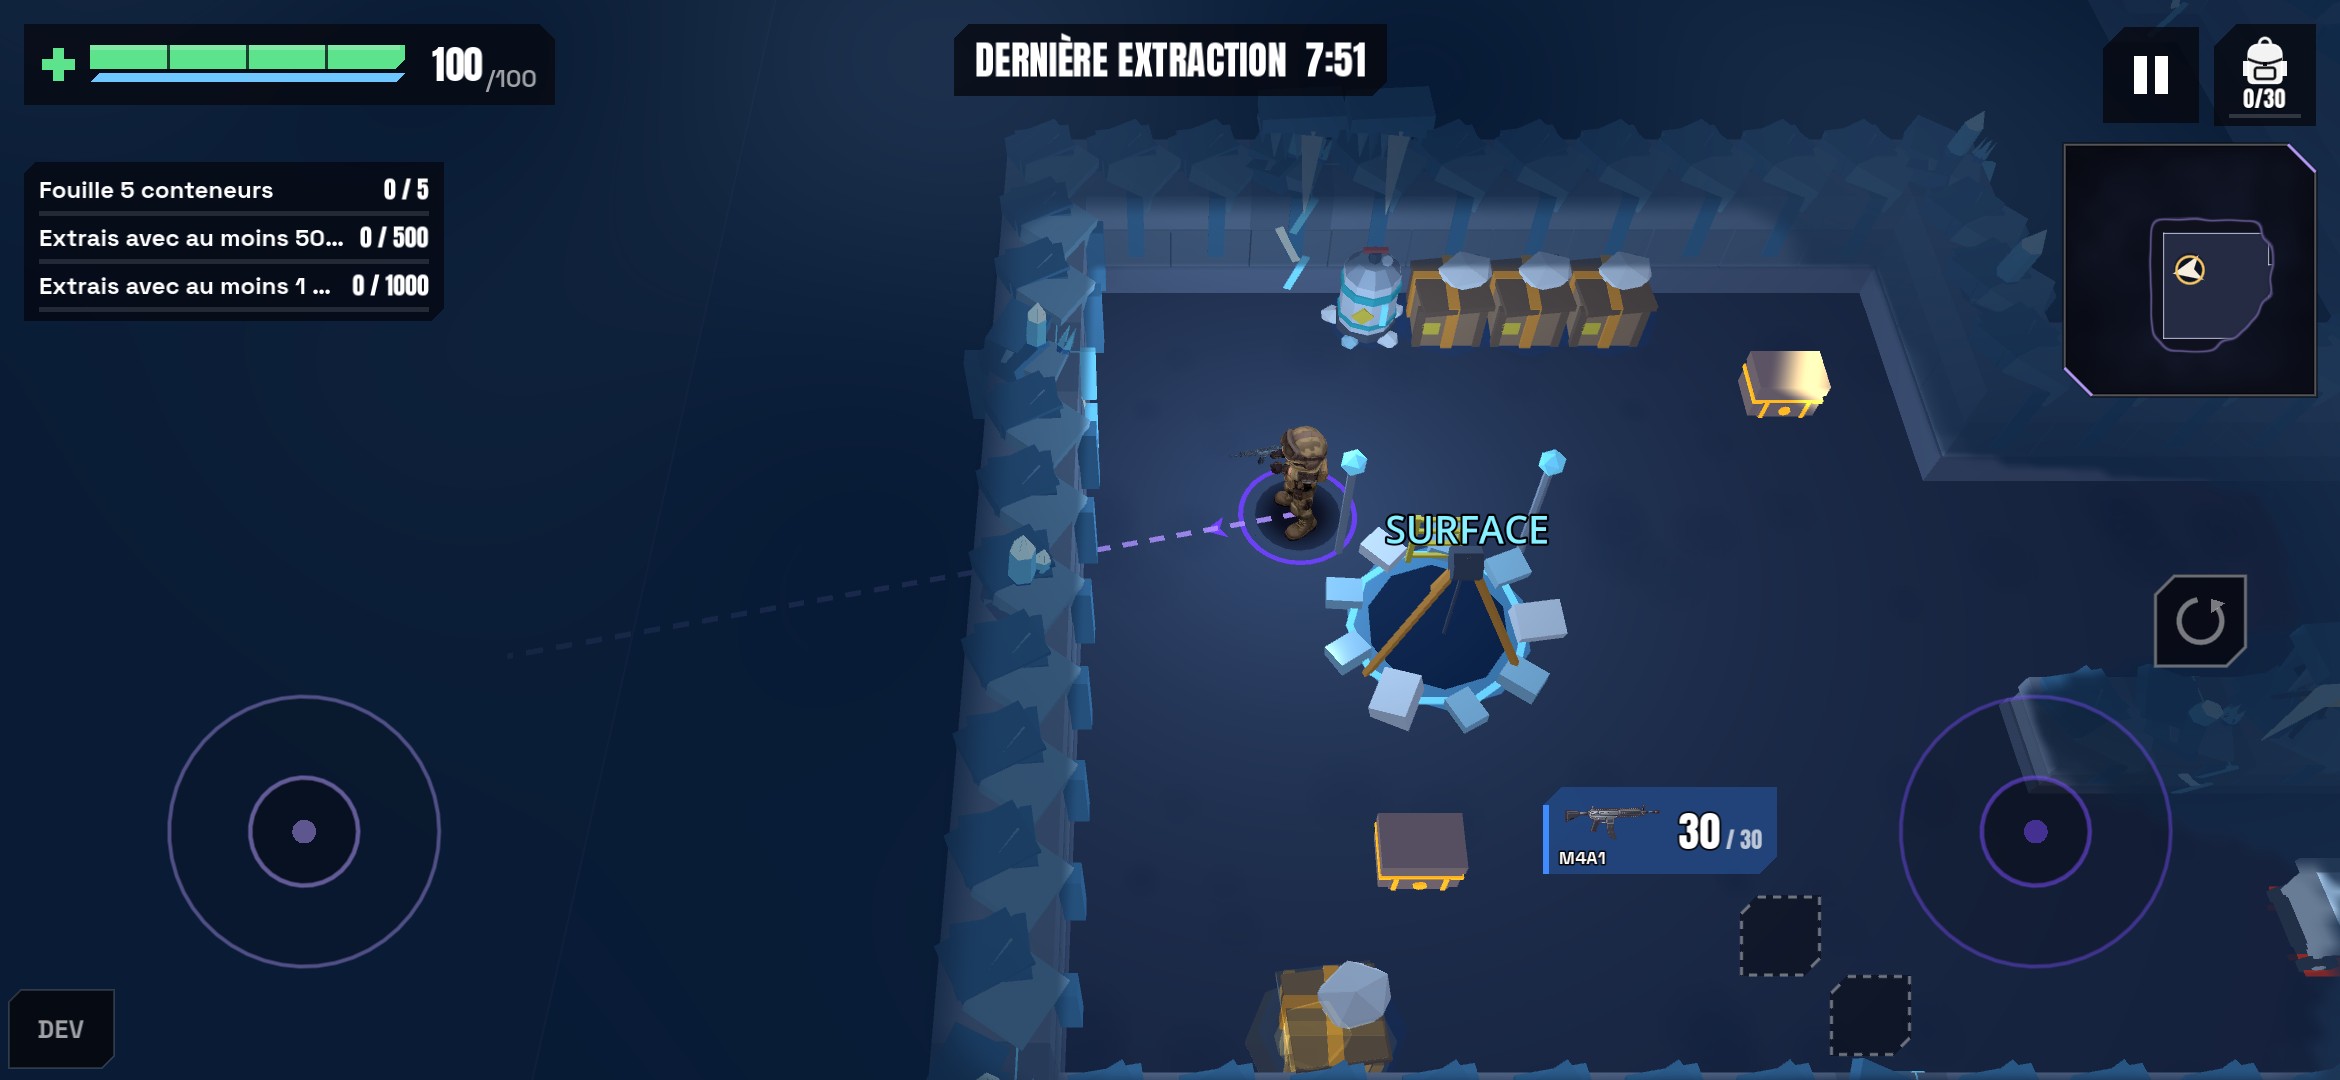 100/100
DERNIÈRE EXTRACTION 7:51
0/30
Fouille 5 conteneurs 0 / 5
Extrais avec au moins 50... 0 / 500
Extrais avec au moins 1 ... 0 / 1000
SURFACE
30 / 30
M4A1
DEV